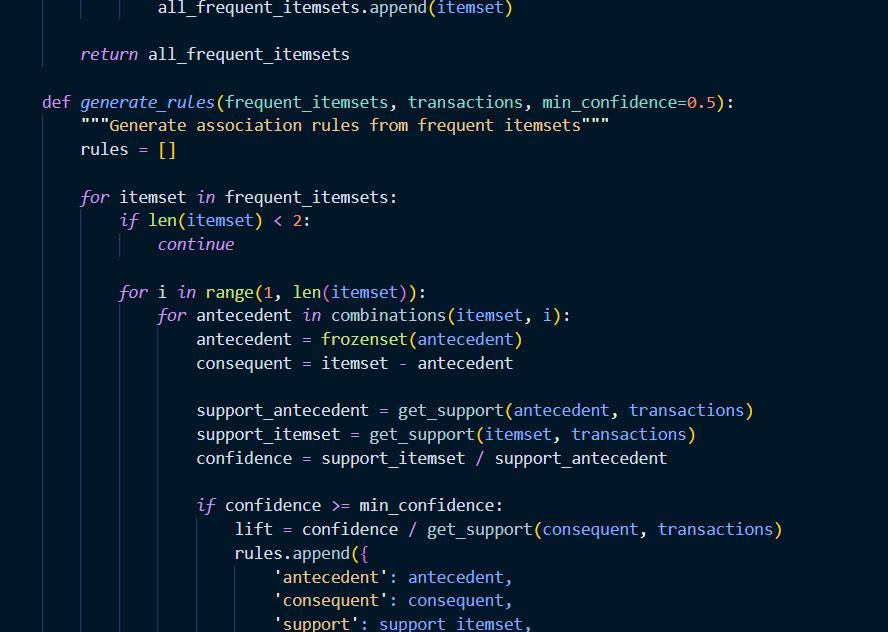 all_frequent_itemsets.append(itemset)
return all_frequent_itemsets
def generate_rules(frequent_itemsets, transactions, min_confidence=0.5):
"""Generate association rules from frequent itemsets"""
rules = []
for itemset in frequent_itemsets:
if len(itemset) < 2:
continue
for i in range(1, len(itemset)):
for antecedent in combinations(itemset, i):
antecedent = frozenset(antecedent)
consequent = itemset - antecedent
support_antecedent = get_support(antecedent, transactions)
support_itemset = get_support(itemset, transactions)
confidence = support_itemset / support_antecedent
if confidence >= min_confidence:
lift = confidence / get_support(consequent, transactions)
rules.append({
'antecedent': antecedent,
'consequent': consequent,
'support': support_itemset,